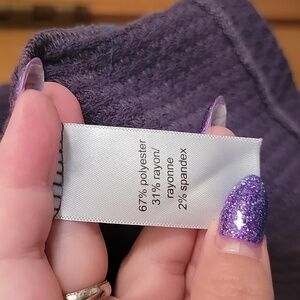 67% polyester
31% rayon/
rayonne
2% spandex